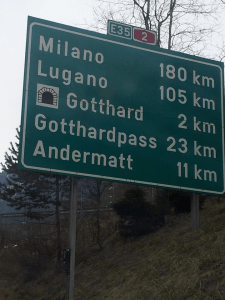 E35 2
Milano 180 km
Lugano 105 km
Gotthard 2 km
Gotthardpass 23 km
Andermatt 11 km